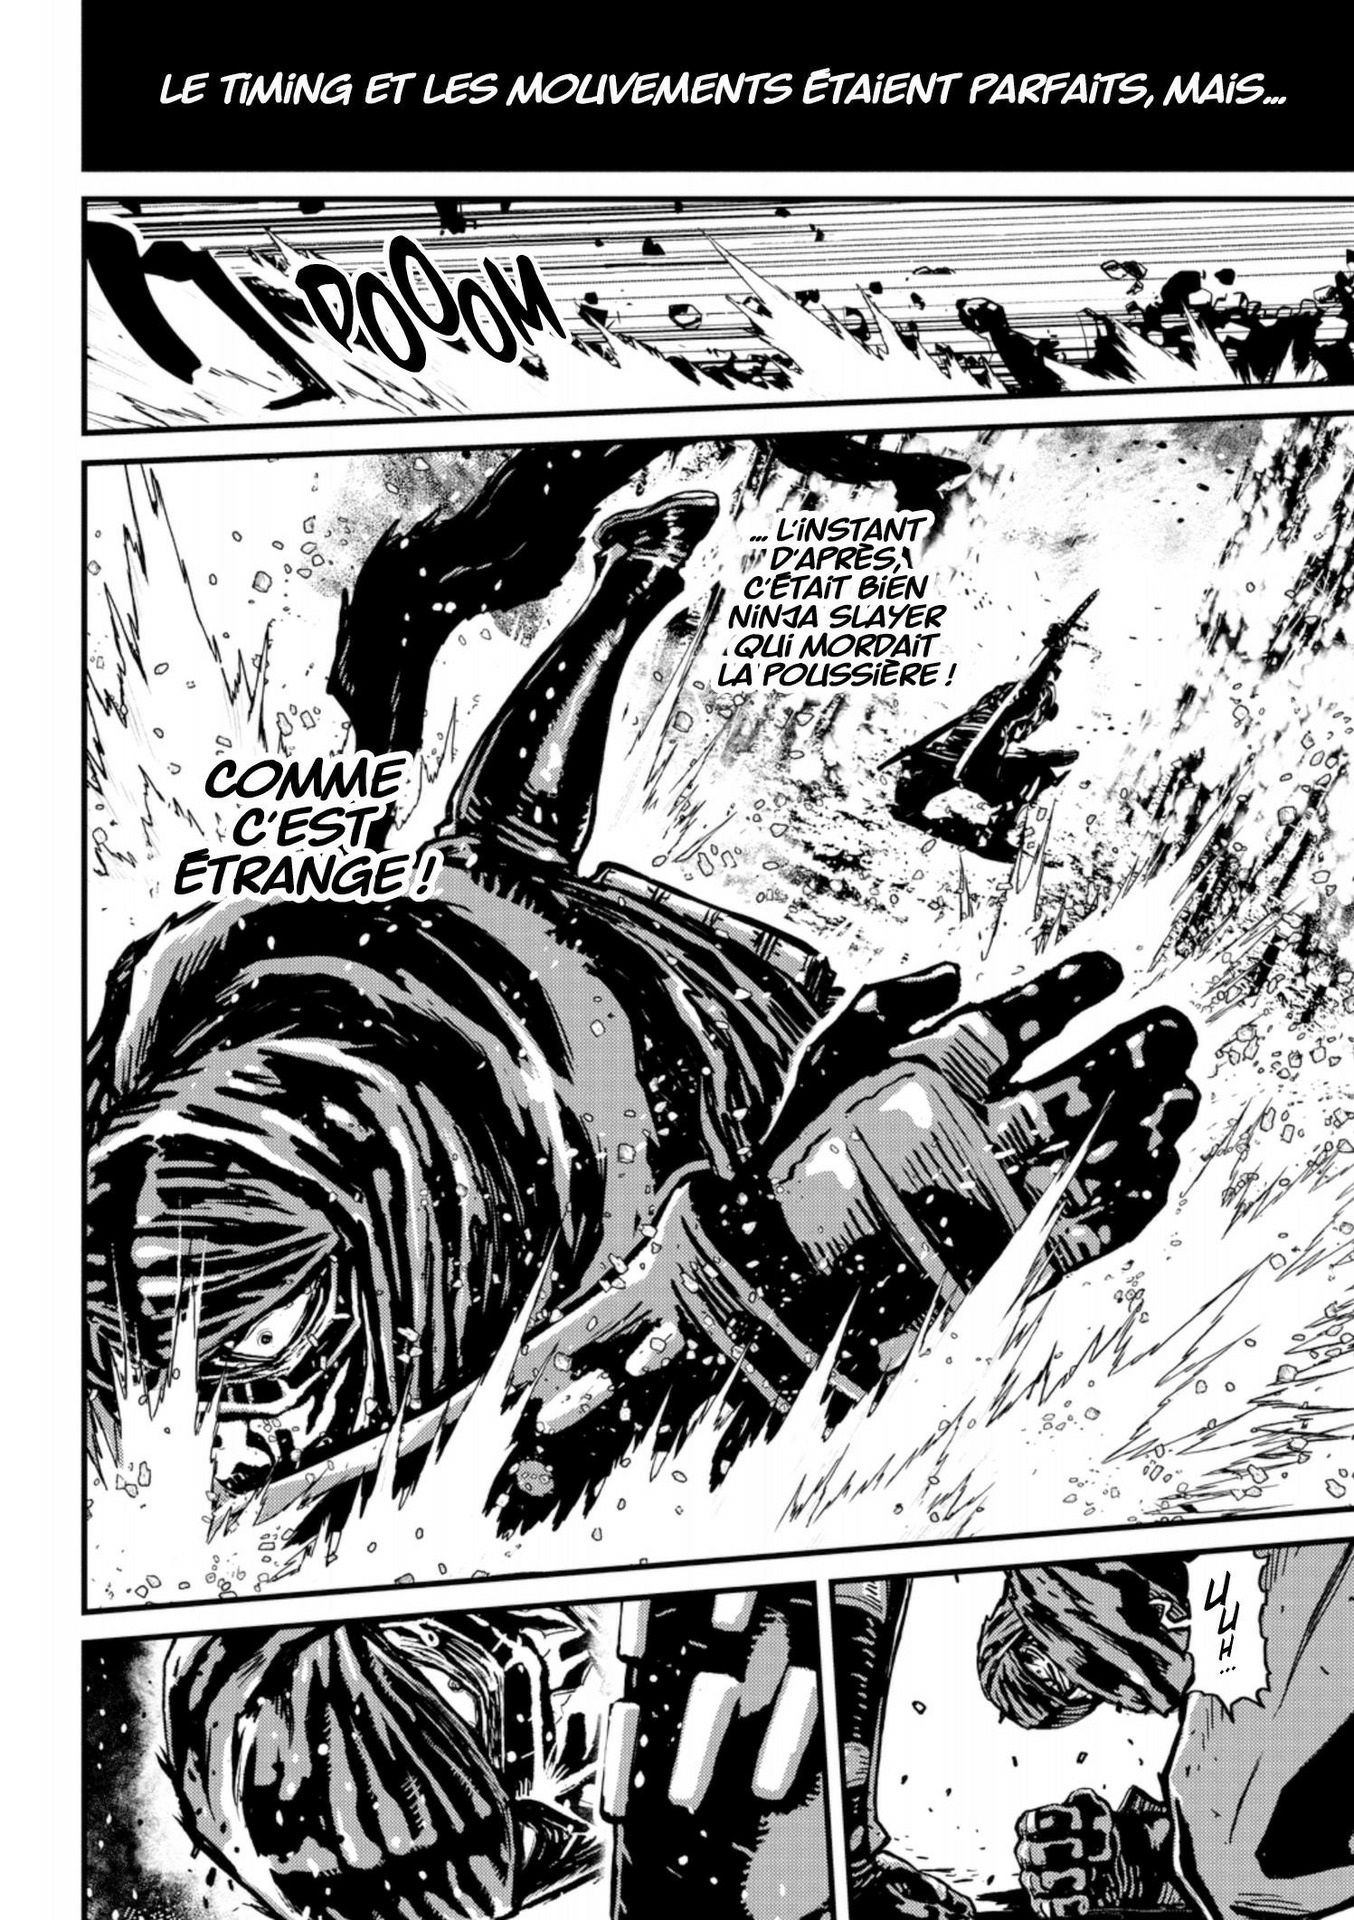 LE TIMING ET LES MOUVEMENTS ÉTAIENT PARFAITS, MAIS...
DOOOM
... L'INSTANT
D'APRÈS,
C'ÉTAIT BIEN
NINJA SLAYER
QUI MORDAIT
LA POUSSIÈRE !
COMME
C'EST
ÉTRANGE !
UUH...